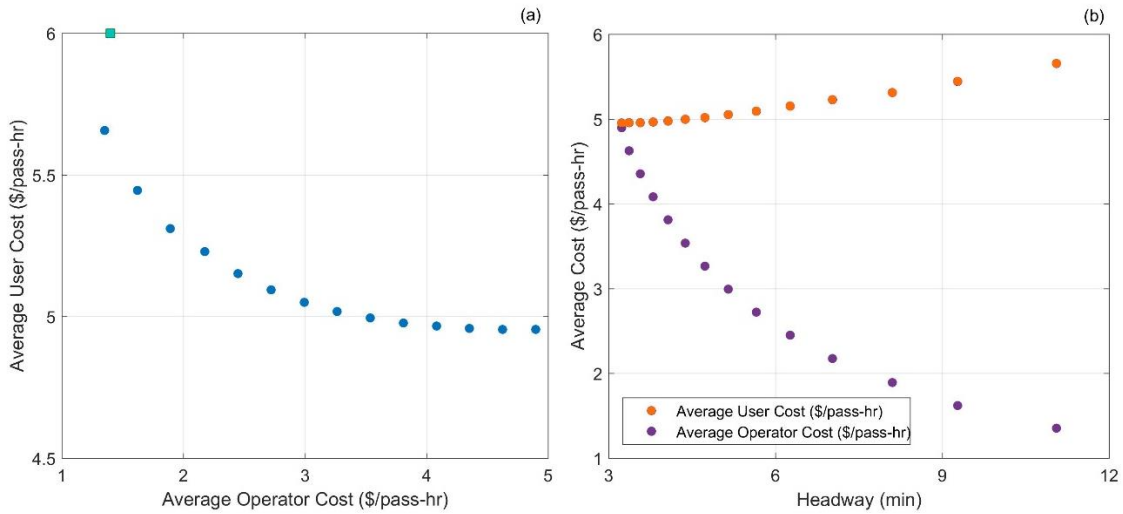 (a)
6
5.5
5
4.5
1
2
3
4
5
Average User Cost ($/pass-hr)
Average Operator Cost ($/pass-hr)
(b)
6
5
4
3
2
1
3
6
9
12
Average Cost ($/pass-hr)
Average User Cost ($/pass-hr)
Average Operator Cost ($/pass-hr)
Headway (min)